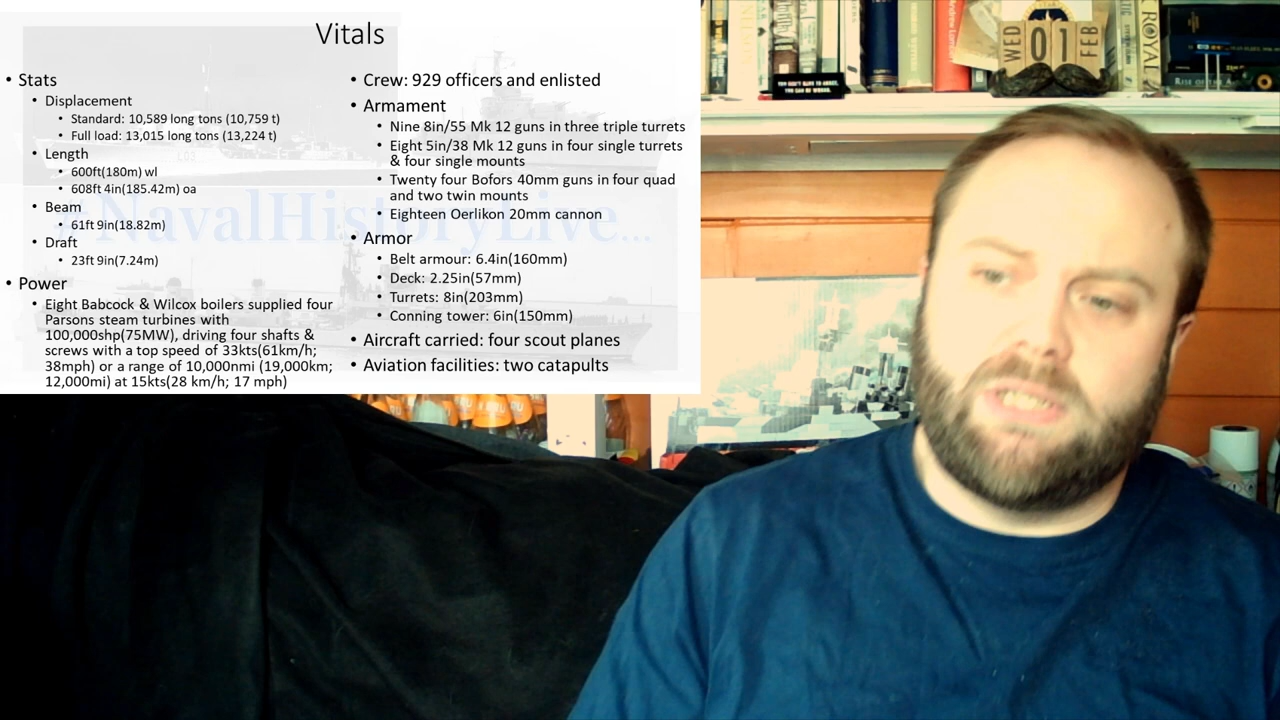 Vitals
• Stats
• Displacement
• Standard: 10,589 long tons (10,759 t)
• Full load: 13,015 long tons (13,224 t)
• Length
• 600ft(180m) wl
• 608ft 4in(185.42m) oa
• Beam
• 61ft 9in(18.82m)
• Draft
• 23ft 9in(7.24m)
• Power
• Eight Babcock & Wilcox boilers supplied four
Parsons steam turbines with
100,000shp(75MW), driving four shafts &
screws with a top speed of 33kts(61km/h;
38mph) or a range of 10,000nmi (19,000km;
12,000mi) at 15kts(28 km/h; 17 mph)
• Crew: 929 officers and enlisted
• Armament
• Nine 8in/55 Mk 12 guns in three triple turrets
• Eight 5in/38 Mk 12 guns in four single turrets
& four single mounts
• Twenty four Bofors 40mm guns in four quad
and two twin mounts
• Eighteen Oerlikon 20mm cannon
• Armor
• Belt armour: 6.4in(160mm)
• Deck: 2.25in(57mm)
• Turrets: 8in(203mm)
• Conning tower: 6in(150mm)
• Aircraft carried: four scout planes
• Aviation facilities: two catapults
#NavalHistoryLive...
WED 01 FEB
ROYAL